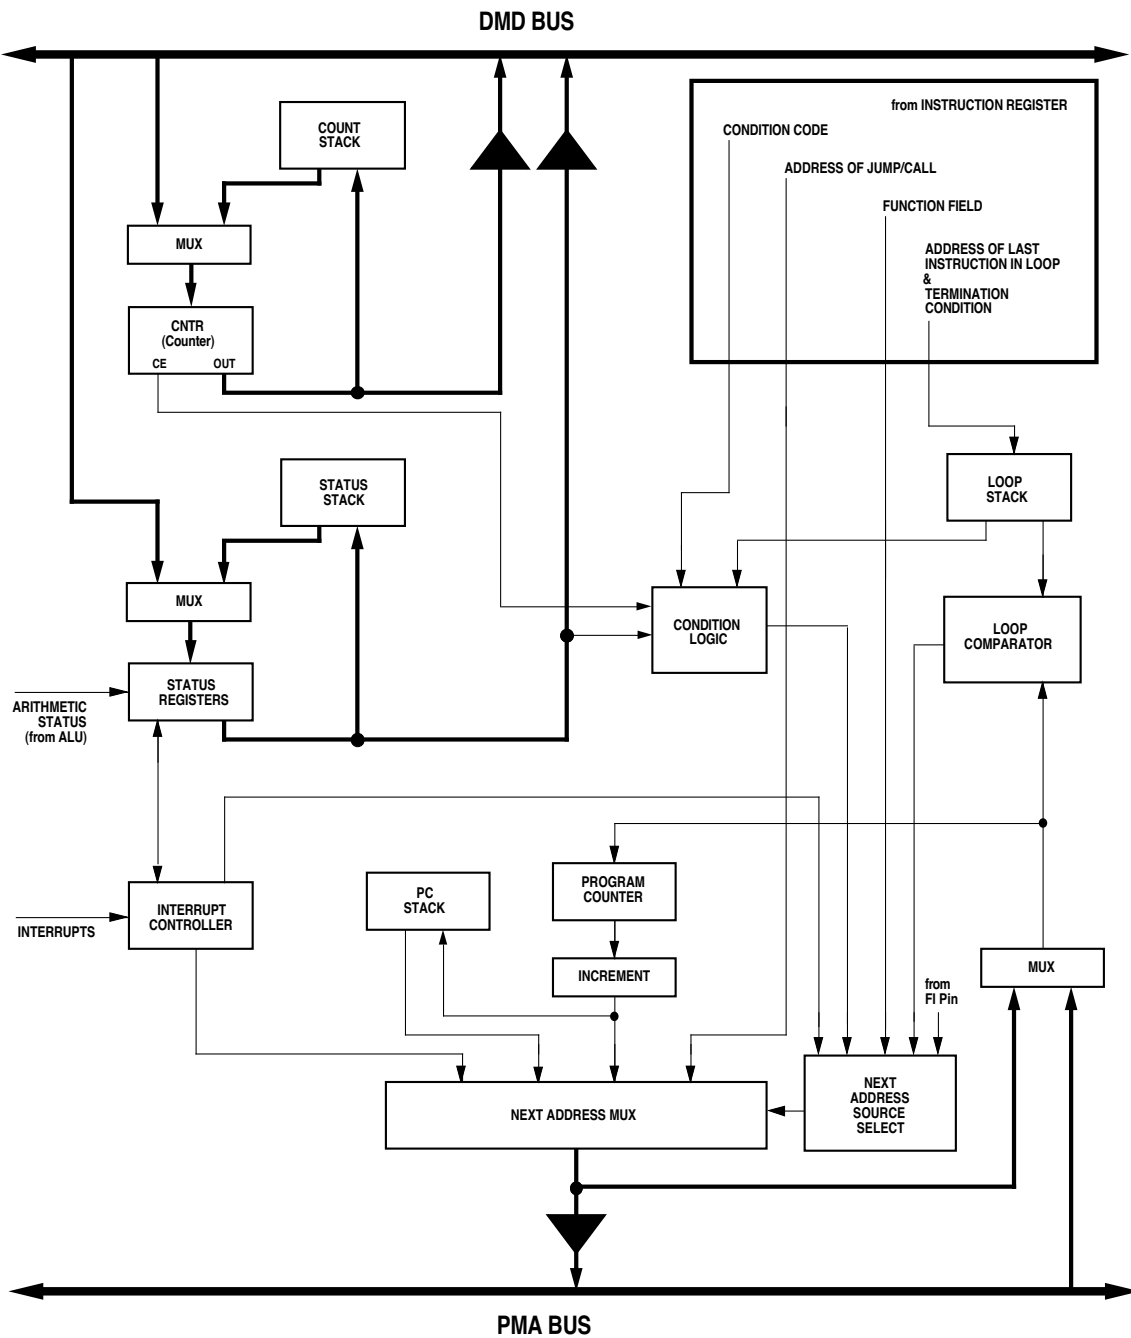 DMD BUS
from INSTRUCTION REGISTER
CONDITION CODE
ADDRESS OF JUMP/CALL
FUNCTION FIELD
ADDRESS OF LAST
INSTRUCTION IN LOOP
&
TERMINATION
CONDITION
COUNT
STACK
MUX
CNTR
(Counter)
CE
OUT
STATUS
STACK
LOOP
STACK
MUX
CONDITION
LOGIC
LOOP
COMPARATOR
STATUS
REGISTERS
ARITHMETIC
STATUS
(from ALU)
PROGRAM
COUNTER
PC
STACK
INTERRUPT
CONTROLLER
INTERRUPTS
INCREMENT
MUX
from
FI Pin
NEXT ADDRESS MUX
NEXT
ADDRESS
SOURCE
SELECT
PMA BUS